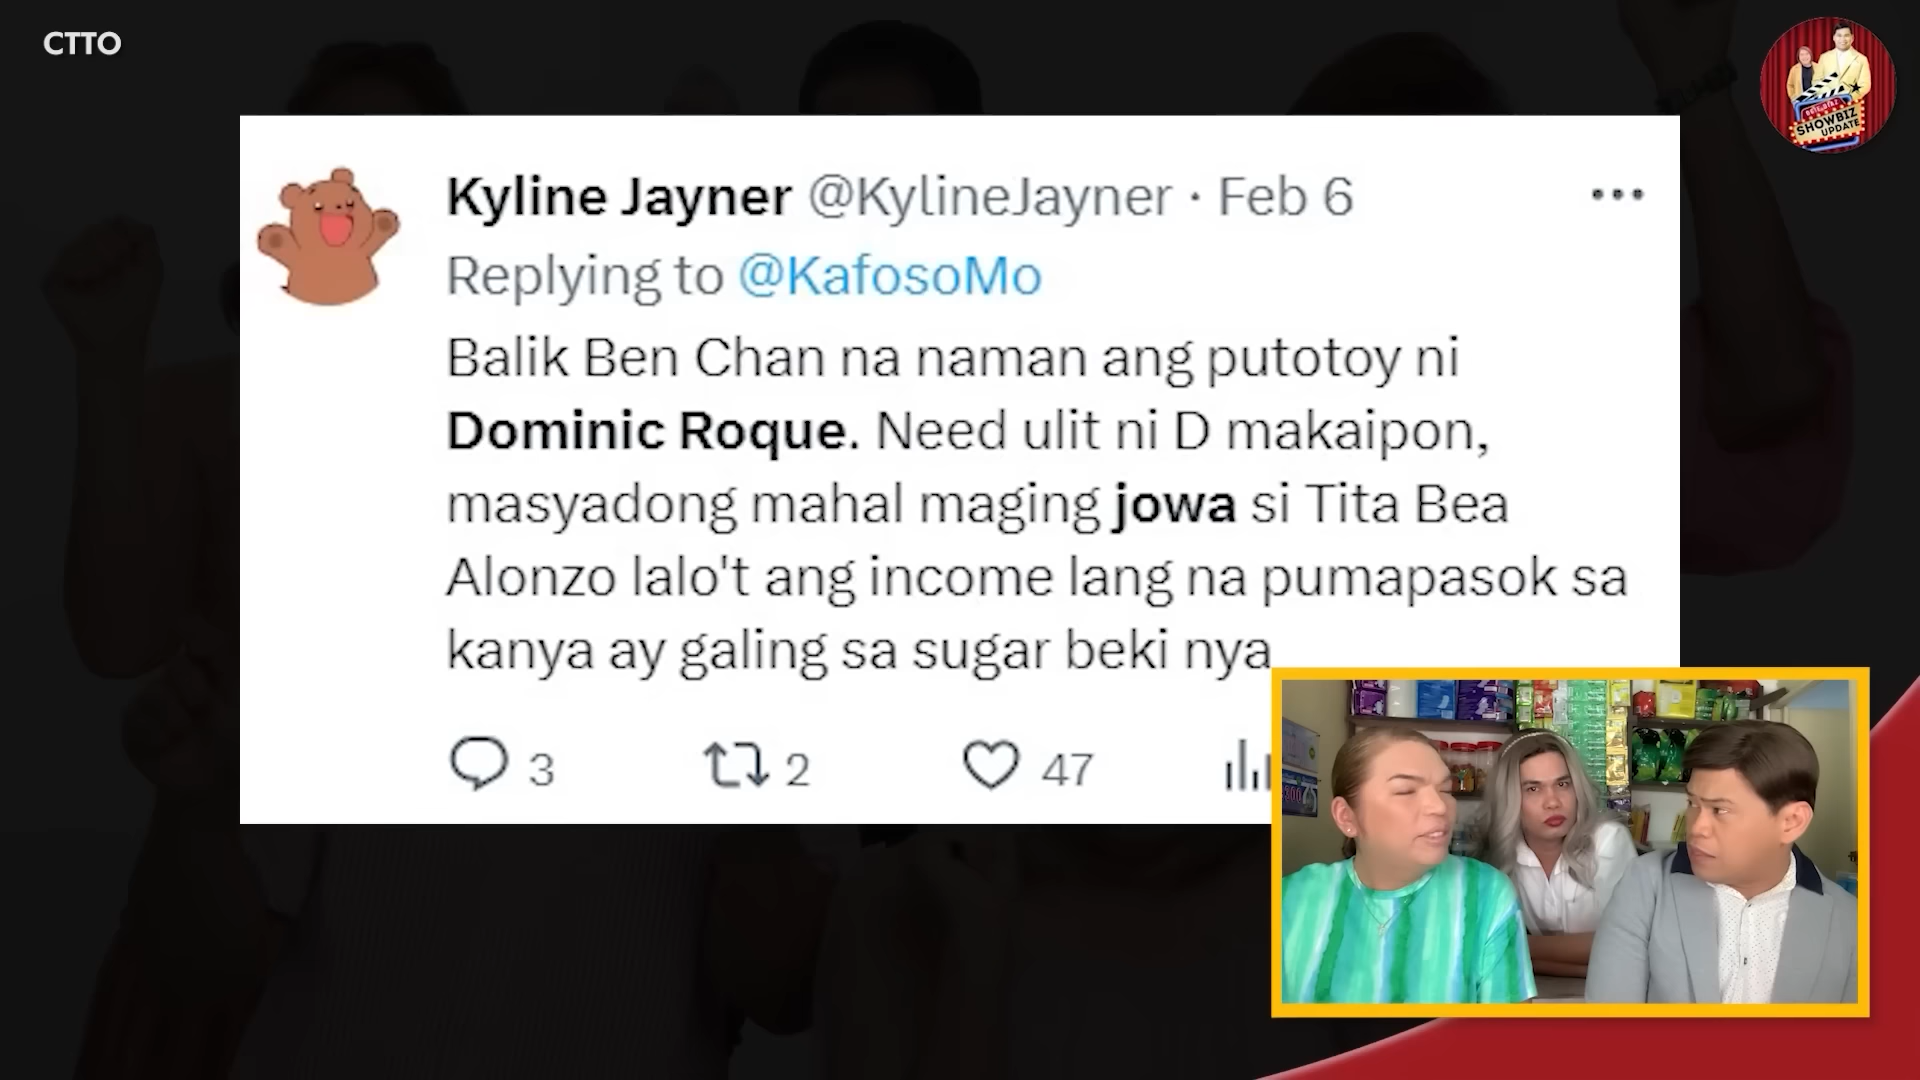 CTTO
SHOWBIZ
UPDATE
Kyline Jayner @KylineJayner · Feb 6
Replying to @KafosoMo
Balik Ben Chan na naman ang putotoy ni
Dominic Roque. Need ulit ni D makaipon,
masyadong mahal maging jowa si Tita Bea
Alonzo lalo't ang income lang na pumapasok sa
kanya ay galing sa sugar beki nya
3 2 47